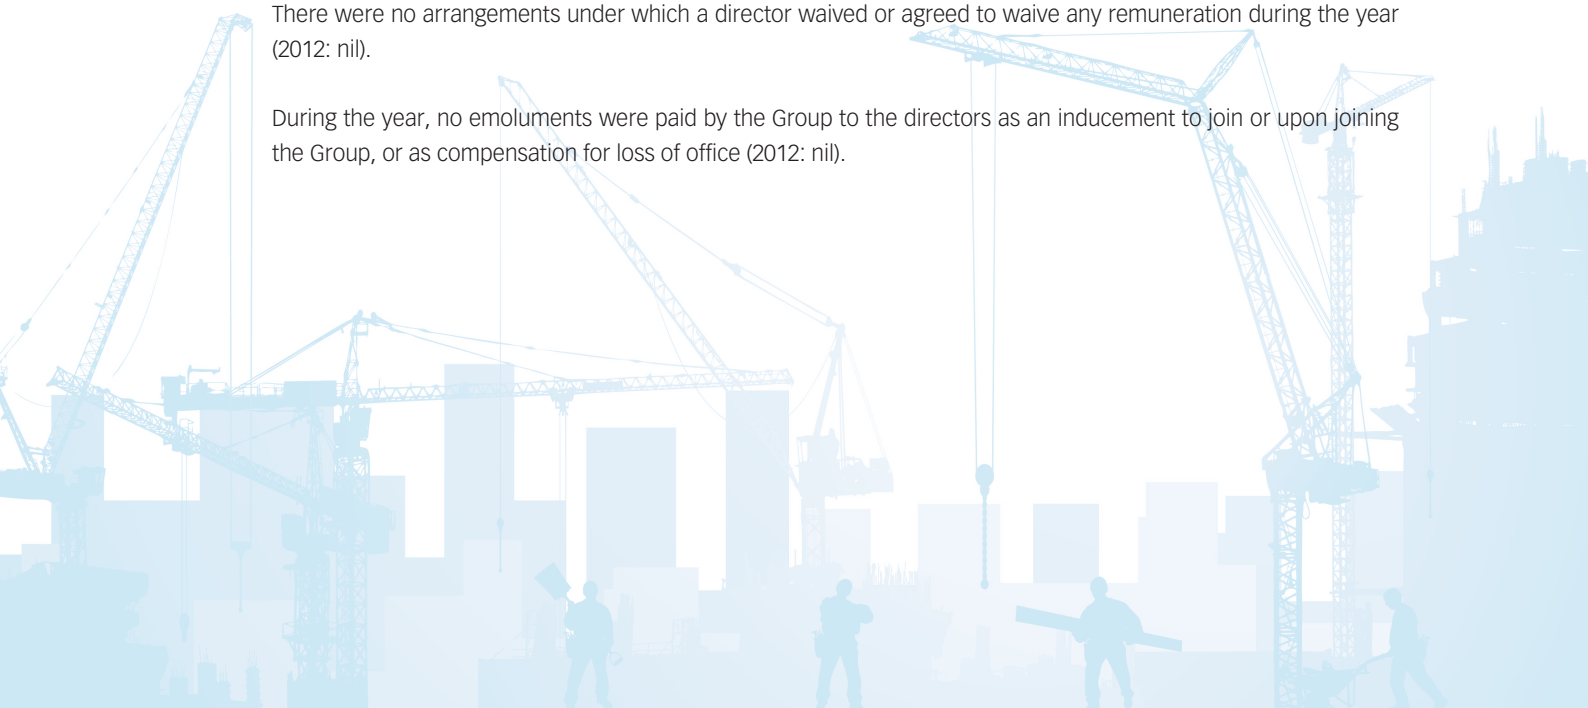 There were no arrangements under which a director waived or agreed to waive any remuneration during the year
(2012: nil).
During the year, no emoluments were paid by the Group to the directors as an inducement to join or upon joining
the Group, or as compensation for loss of office (2012: nil).